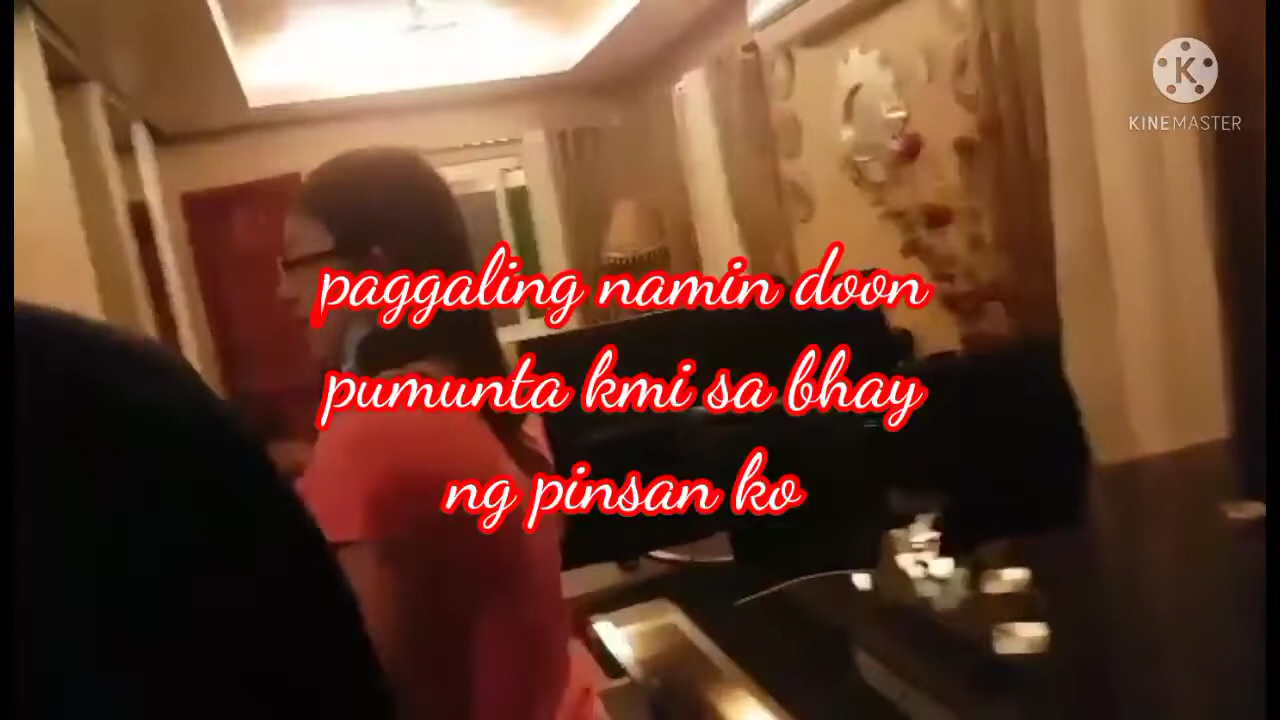 K
KINEMASTER
paggaling namin doon
pumunta kmi sa bhay
ng pinsan ko